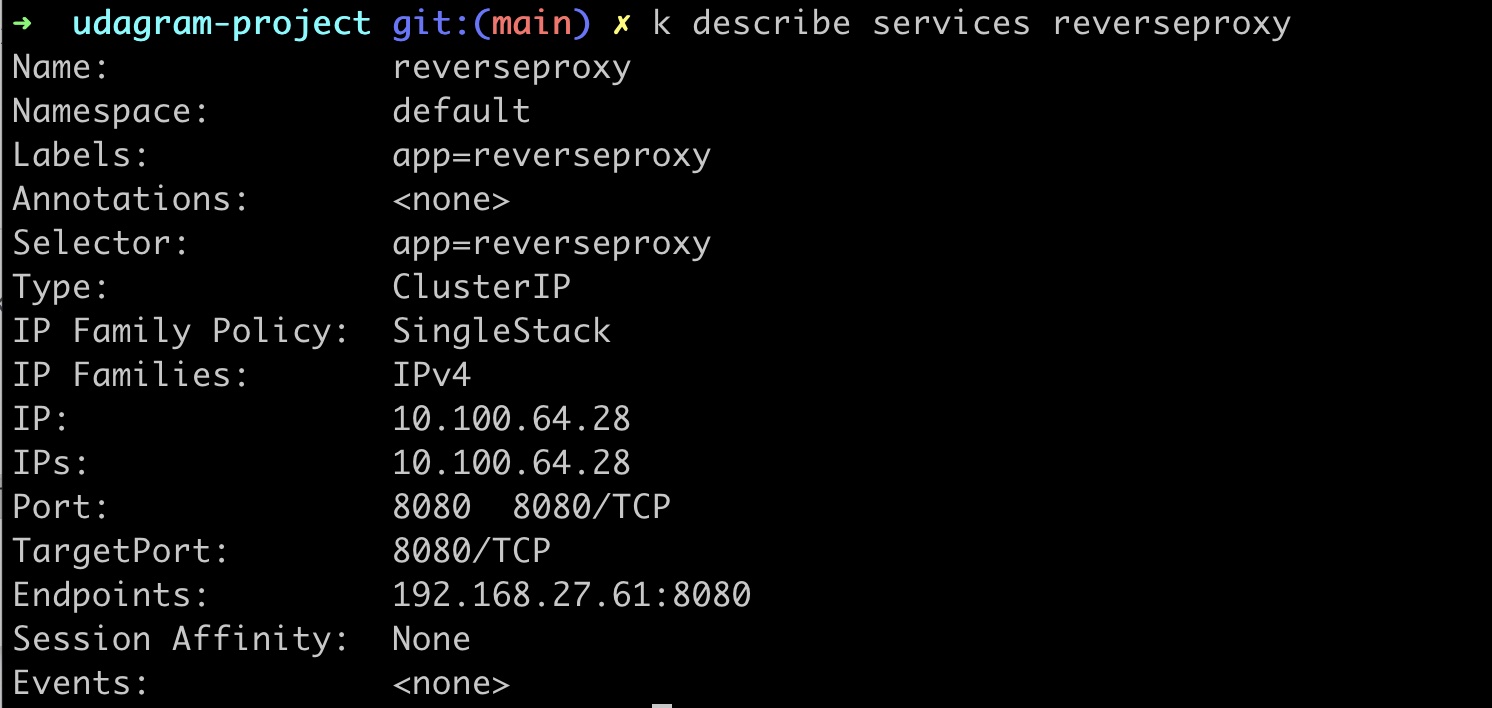 ➜  udagram-project git:(main) ✗ k describe services reverseproxy
Name:              reverseproxy
Namespace:         default
Labels:            app=reverseproxy
Annotations:       <none>
Selector:          app=reverseproxy
Type:              ClusterIP
IP Family Policy:  SingleStack
IP Families:       IPv4
IP:                10.100.64.28
IPs:               10.100.64.28
Port:              8080  8080/TCP
TargetPort:        8080/TCP
Endpoints:         192.168.27.61:8080
Session Affinity:  None
Events:            <none>